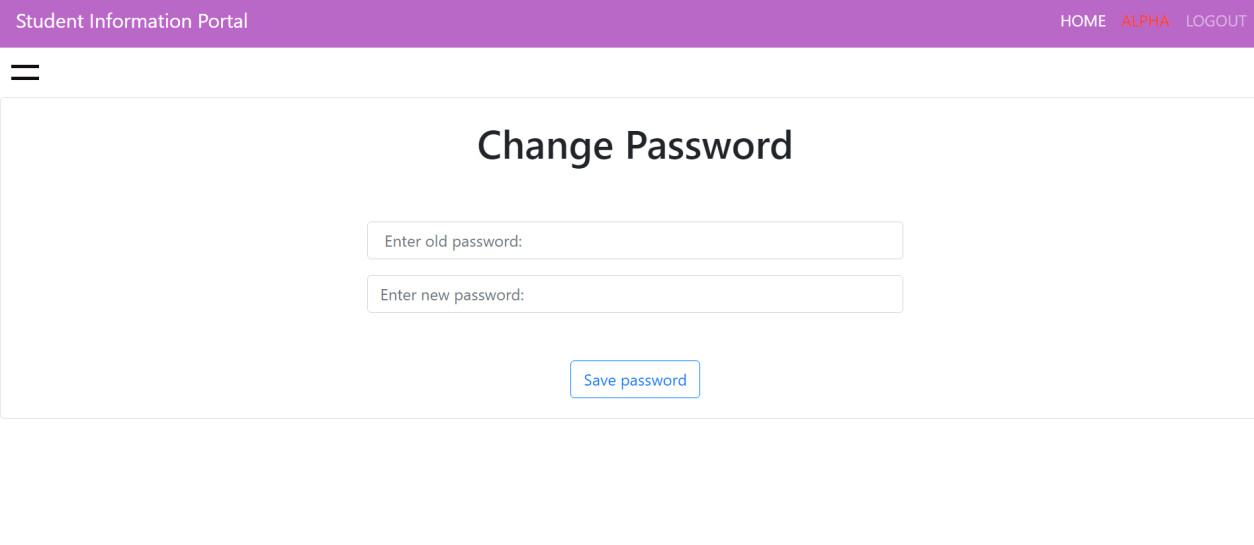 Student Information Portal HOME ALPHA LOGOUT
Change Password
Enter old password:
Enter new password:
Save password